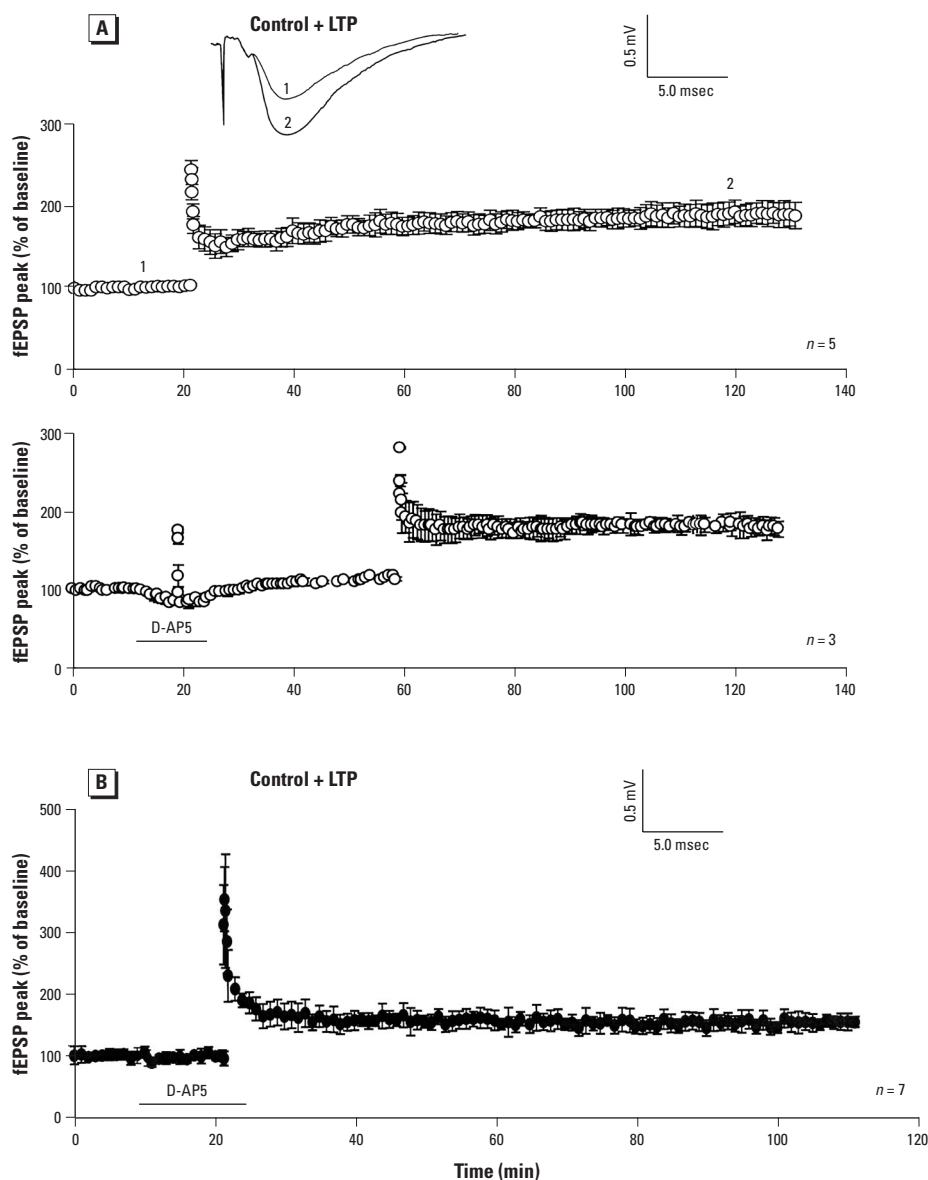 A
Control + LTP
1
2
0.5 mV
5.0 msec
fEPSP peak (% of baseline)
300
200
100
0
1
2
n = 5
0 20 40 60 80 100 120 140
fEPSP peak (% of baseline)
300
200
100
0
D-AP5
n = 3
0 20 40 60 80 100 120 140
B
Control + LTP
0.5 mV
5.0 msec
fEPSP peak (% of baseline)
500
400
300
200
100
0
D-AP5
n = 7
0 20 40 60 80 100 120
Time (min)